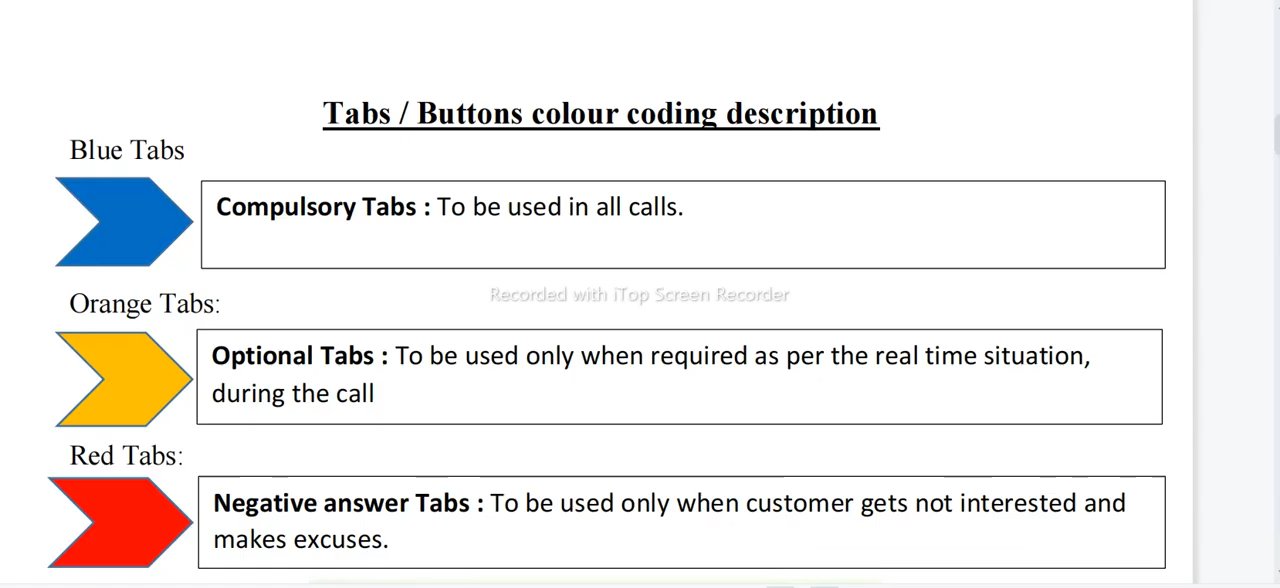 Tabs / Buttons colour coding description
Blue Tabs
Compulsory Tabs : To be used in all calls.
Recorded with iTop Screen Recorder
Orange Tabs:
Optional Tabs : To be used only when required as per the real time situation,
during the call
Red Tabs:
Negative answer Tabs : To be used only when customer gets not interested and
makes excuses.